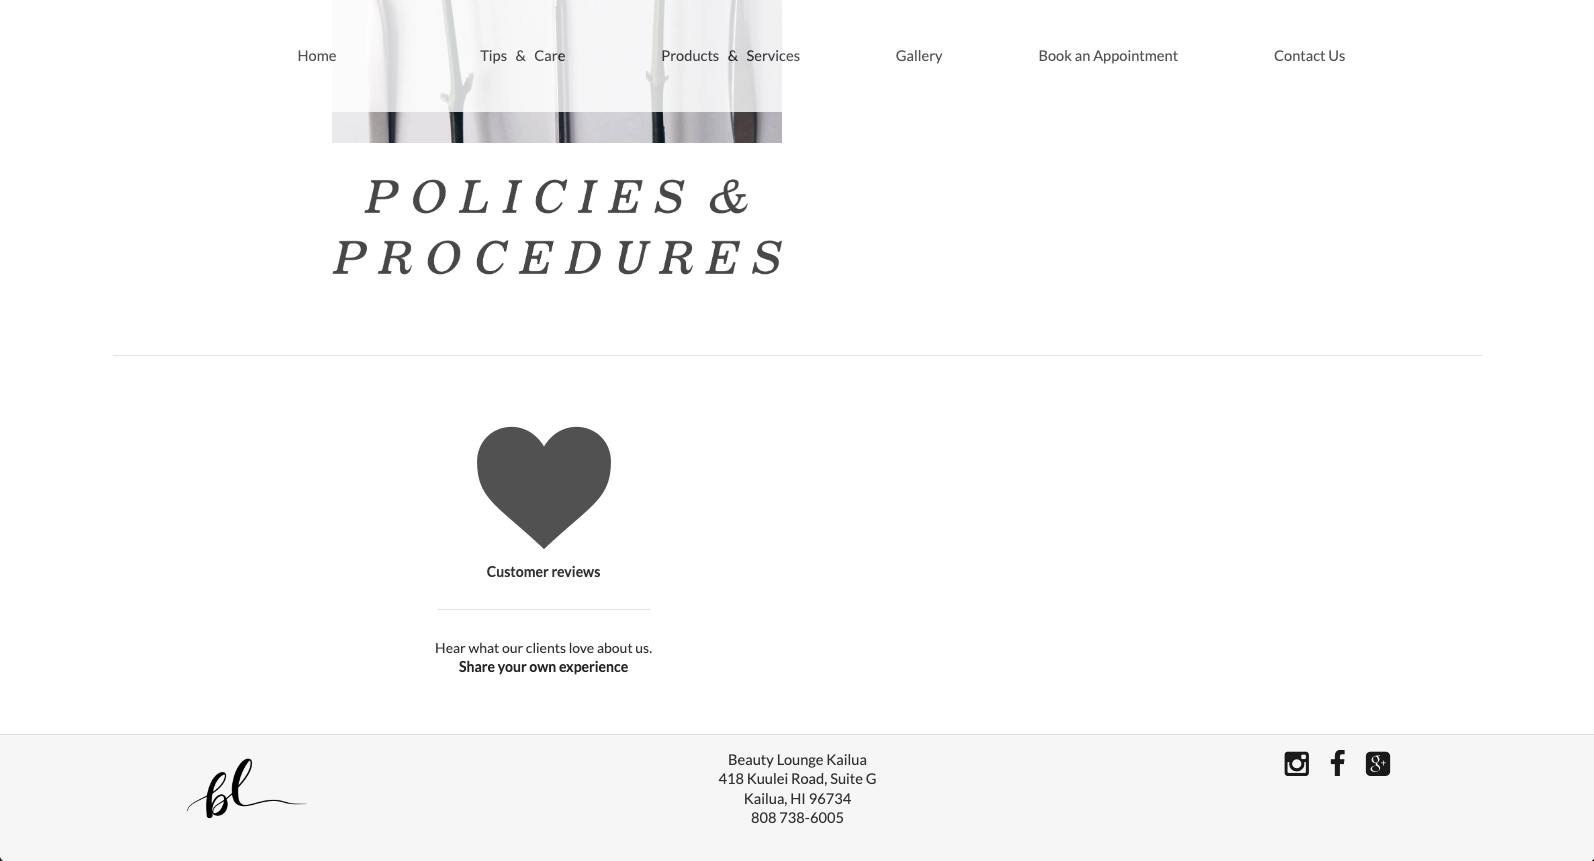 Home Tips & Care Products & Services Gallery Book an Appointment Contact Us
POLICIES &
PROCEDURES
Customer reviews
Hear what our clients love about us.
Share your own experience
bl
Beauty Lounge Kailua
418 Kuulei Road, Suite G
Kailua, HI 96734
808 738-6005
g+